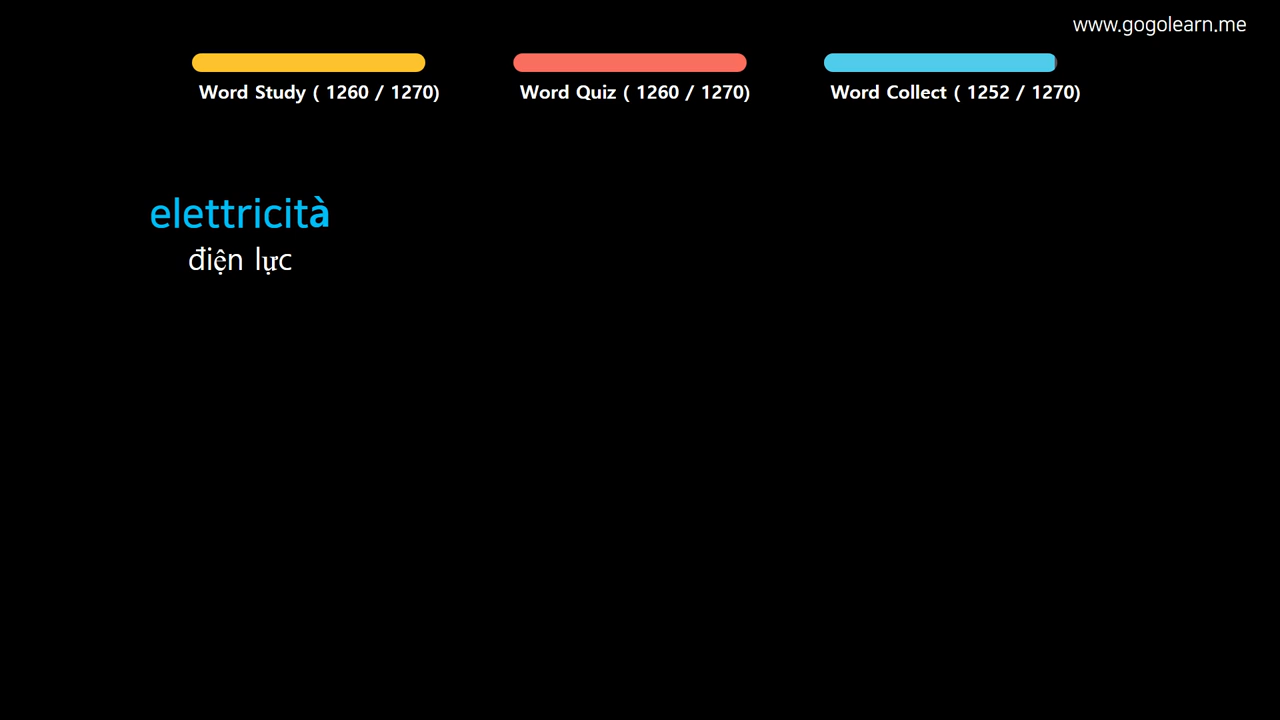 www.gogolearn.me
Word Study ( 1260 / 1270)
Word Quiz ( 1260 / 1270)
Word Collect ( 1252 / 1270)
elettricità
điện lực